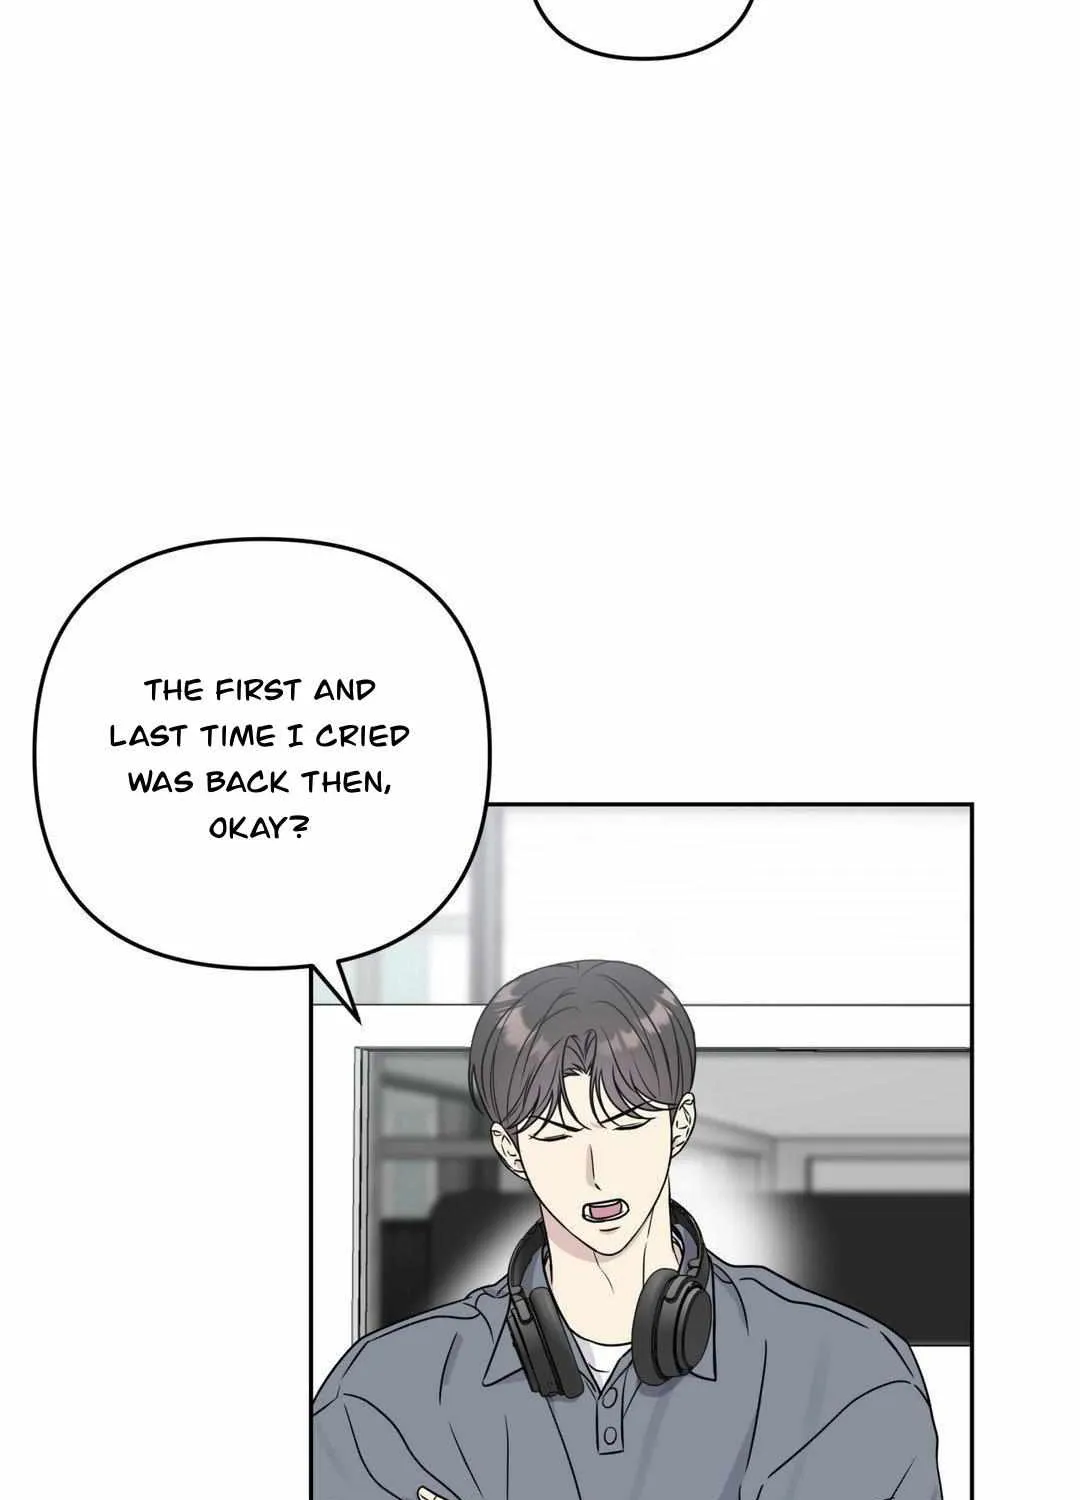 THE FIRST AND
LAST TIME I CRIED
WAS BACK THEN,
OKAY?